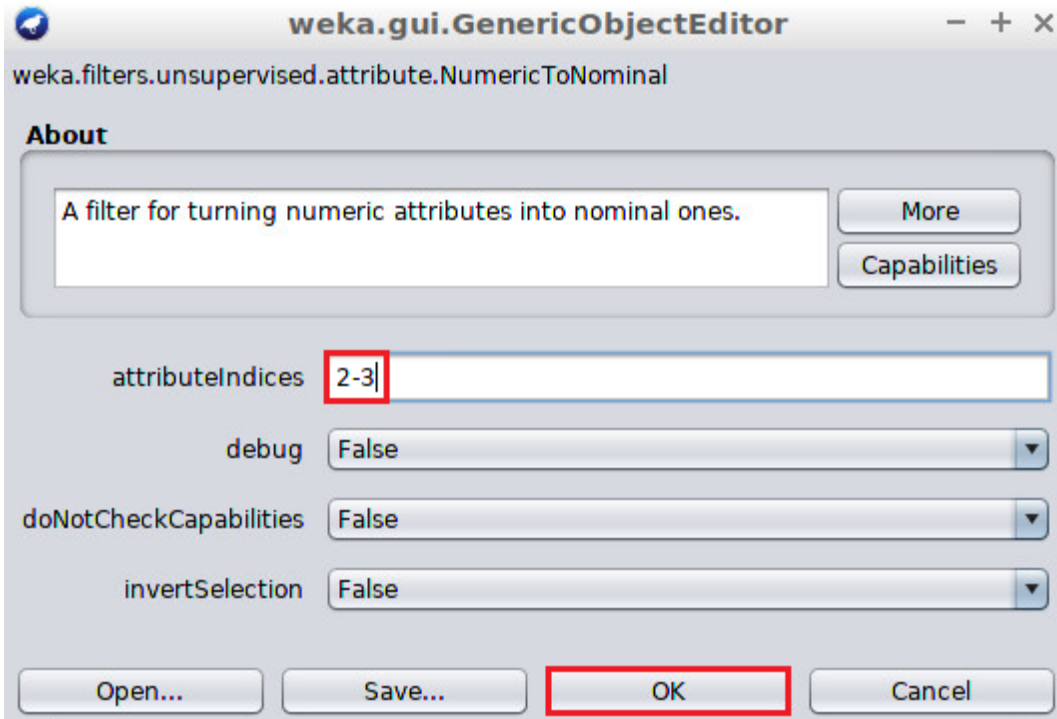 weka.gui.GenericObjectEditor
weka.filters.unsupervised.attribute.NumericToNominal
About
A filter for turning numeric attributes into nominal ones.
More
Capabilities
attributeIndices 2-3
debug False
doNotCheckCapabilities False
invertSelection False
Open... Save... OK Cancel